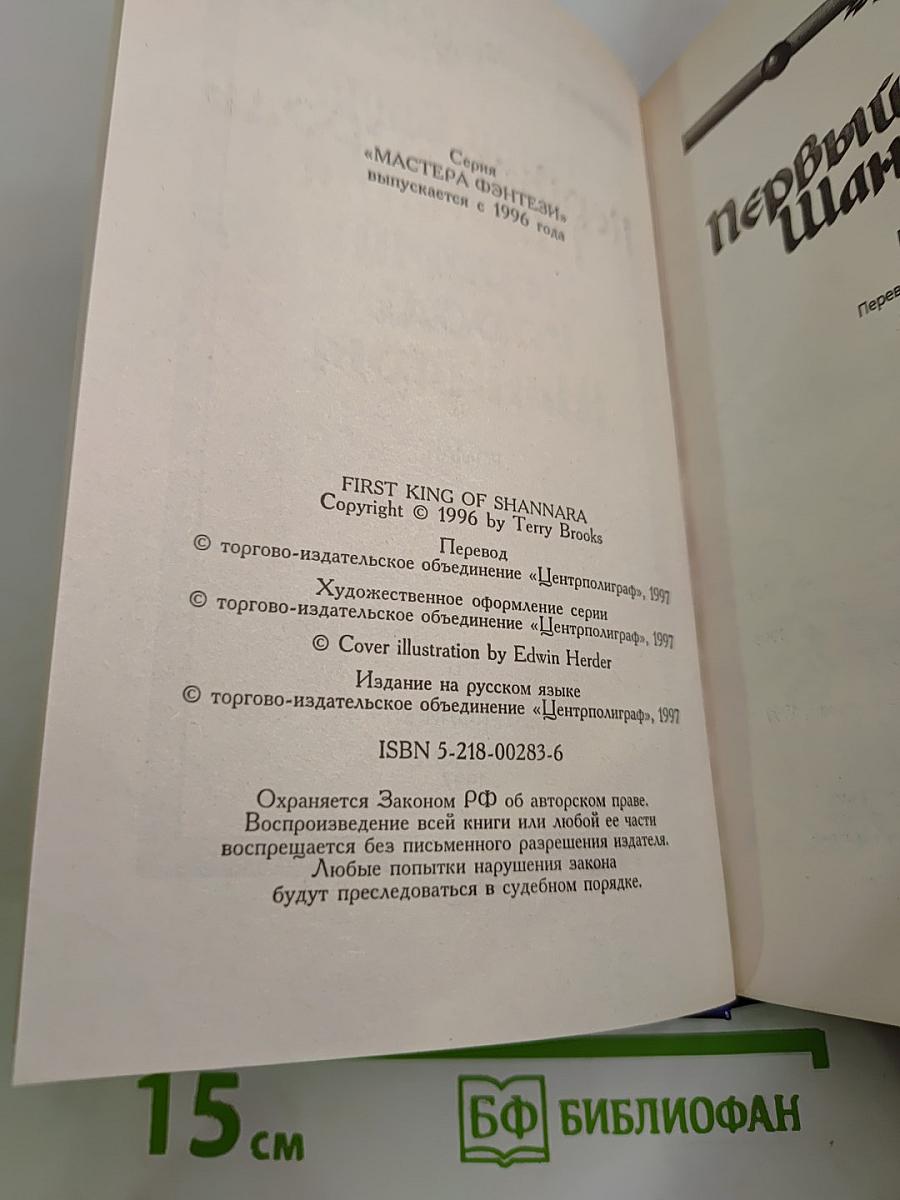 Серия
«МАСТЕРА ФЭНТЕЗИ»
выпускается с 1996 года
FIRST KING OF SHANNARA
Copyright © 1996 by Terry Brooks
Перевод
© торгово-издательское объединение «Центрполиграф», 1997
Художественное оформление серии
© торгово-издательское объединение «Центрполиграф», 1997
© Cover illustration by Edwin Herder
Издание на русском языке
© торгово-издательское объединение «Центрполиграф», 1997
ISBN 5-218-00283-6
Охраняется Законом РФ об авторском праве.
Воспроизведение всей книги или любой ее части
воспрещается без письменного разрешения издателя.
Любые попытки нарушения закона
будут преследоваться в судебном порядке.
Первый
15 см
БФ БИБЛИОФАН